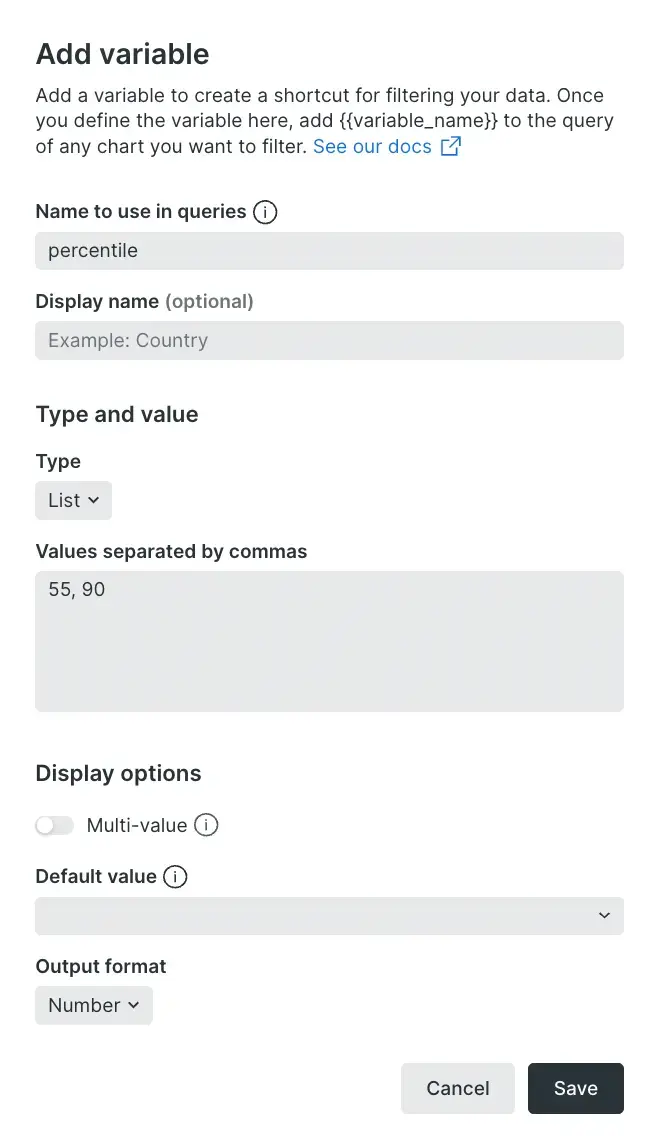 Add variable
Add a variable to create a shortcut for filtering your data. Once
you define the variable here, add {{variable_name}} to the query
of any chart you want to filter. See our docs
Name to use in queries
percentile
Display name (optional)
Example: Country
Type and value
Type
List
Values separated by commas
55, 90
Display options
Multi-value
Default value
Output format
Number
Cancel Save